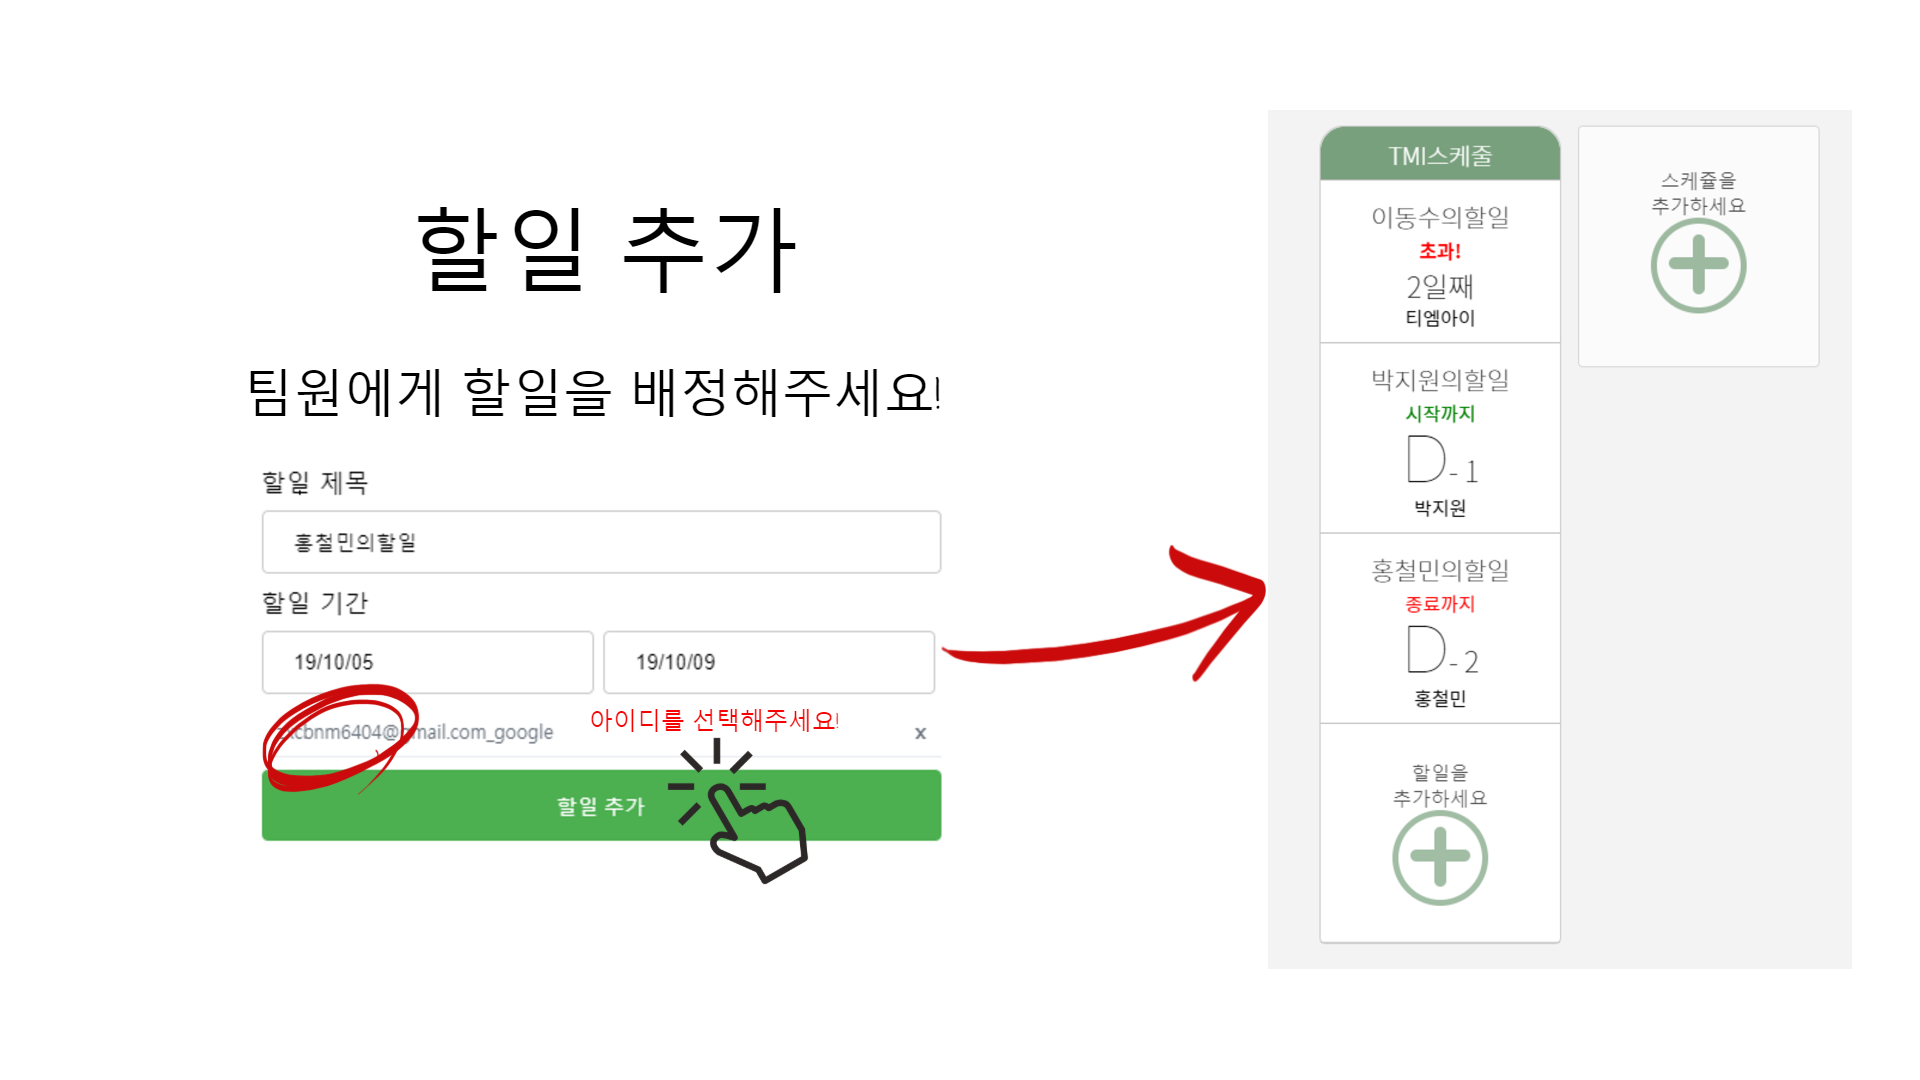 할일 추가
팀원에게 할일을 배정해주세요!
할일 제목
홍철민의할일
할일 기간
19/10/05
19/10/09
아이디를 선택해주세요!
x
할일 추가
TMI스케줄
이동수의할일
초과!
2일째
티엠아이
박지원의할일
시작까지
D- 1
박지원
홍철민의할일
종료까지
D- 2
홍철민
할일을
추가하세요
스케쥴을
추가하세요